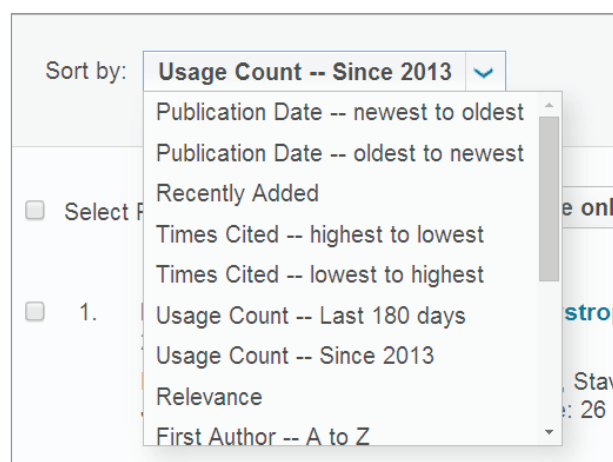 Sort by: Usage Count -- Since 2013
Publication Date -- newest to oldest
Publication Date -- oldest to newest
Recently Added
Select
Times Cited -- highest to lowest
Times Cited -- lowest to highest
1.
Usage Count -- Last 180 days
Usage Count -- Since 2013
Relevance
: 26
First Author -- A to Z